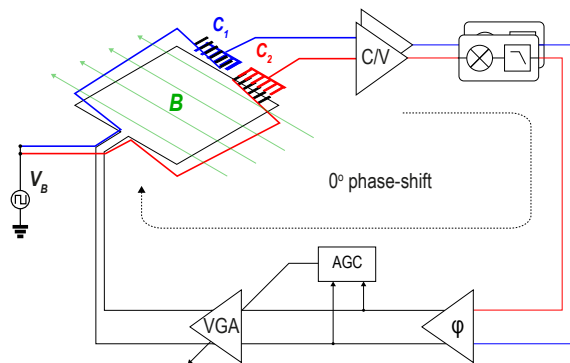 C1
C2
C/V
B
VB
0° phase-shift
AGC
VGA
φ